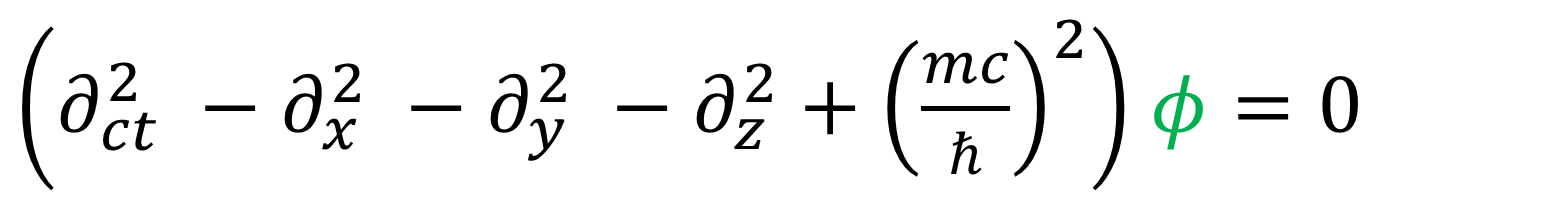 (∂²_{ct} − ∂²_x − ∂²_y − ∂²_z + (mc/ħ)²) ϕ = 0